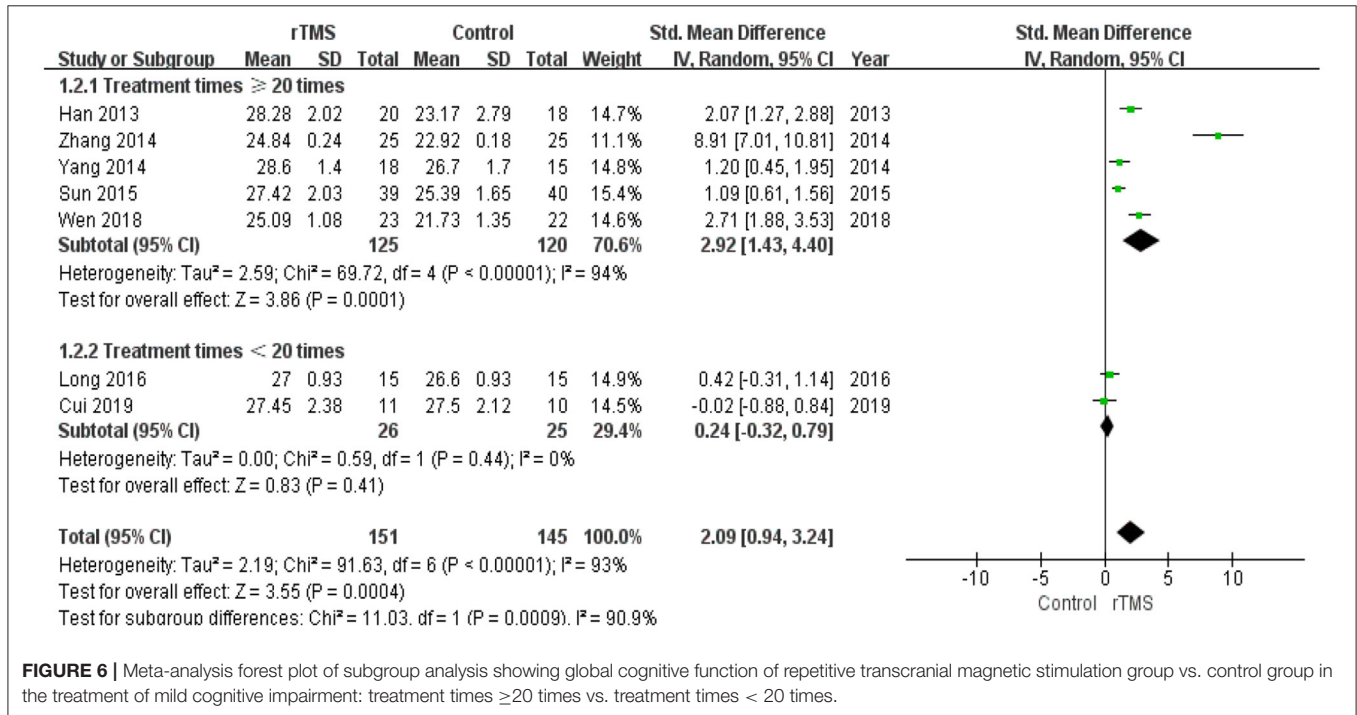 rTMS Control Std. Mean Difference Std. Mean Difference
Study or Subgroup Mean SD Total Mean SD Total Weight IV, Random, 95% CI Year IV, Random, 95% CI
1.2.1 Treatment times ≥ 20 times
Han 2013 28.28 2.02 20 23.17 2.79 18 14.7% 2.07 [1.27, 2.88] 2013
Zhang 2014 24.84 0.24 25 22.92 0.18 25 11.1% 8.91 [7.01, 10.81] 2014
Yang 2014 28.6 1.4 18 26.7 1.7 15 14.8% 1.20 [0.45, 1.95] 2014
Sun 2015 27.42 2.03 39 25.39 1.65 40 15.4% 1.09 [0.61, 1.56] 2015
Wen 2018 25.09 1.08 23 21.73 1.35 22 14.6% 2.71 [1.88, 3.53] 2018
Subtotal (95% CI) 125 120 70.6% 2.92 [1.43, 4.40]
Heterogeneity: Tau² = 2.59; Chi² = 69.72, df = 4 (P < 0.00001); I² = 94%
Test for overall effect: Z = 3.86 (P = 0.0001)
1.2.2 Treatment times < 20 times
Long 2016 27 0.93 15 26.6 0.93 15 14.9% 0.42 [-0.31, 1.14] 2016
Cui 2019 27.45 2.38 11 27.5 2.12 10 14.5% -0.02 [-0.88, 0.84] 2019
Subtotal (95% CI) 26 25 29.4% 0.24 [-0.32, 0.79]
Heterogeneity: Tau² = 0.00; Chi² = 0.59, df = 1 (P = 0.44); I² = 0%
Test for overall effect: Z = 0.83 (P = 0.41)
Total (95% CI) 151 145 100.0% 2.09 [0.94, 3.24]
Heterogeneity: Tau² = 2.19; Chi² = 91.63, df = 6 (P < 0.00001); I² = 93%
Test for overall effect: Z = 3.55 (P = 0.0004)
Test for subgroup differences: Chi² = 11.03, df = 1 (P = 0.0009), I² = 90.9%
-10 -5 0 5 10
Control rTMS
FIGURE 6 | Meta-analysis forest plot of subgroup analysis showing global cognitive function of repetitive transcranial magnetic stimulation group vs. control group in
the treatment of mild cognitive impairment: treatment times ≥20 times vs. treatment times < 20 times.